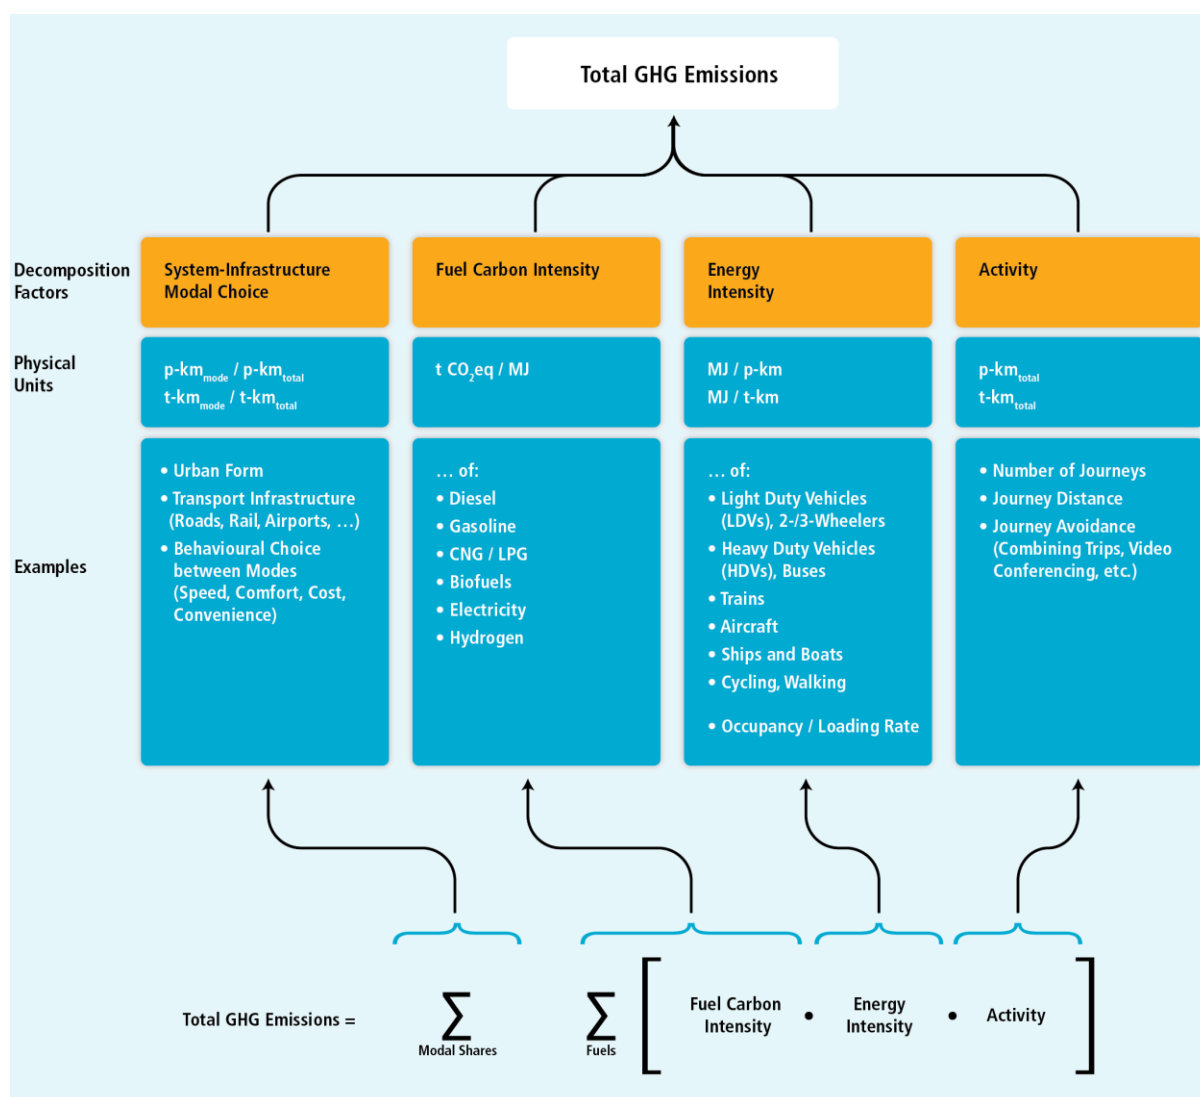 Total GHG Emissions
Decomposition
Factors
System-Infrastructure
Modal Choice
Fuel Carbon Intensity
Energy
Intensity
Activity
Physical
Units
p-kmmode / p-kmtotal
t-kmmode / t-kmtotal
t CO2eq / MJ
MJ / p-km
MJ / t-km
p-kmtotal
t-kmtotal
Examples
• Urban Form
• Transport Infrastructure
(Roads, Rail, Airports, …)
• Behavioural Choice
between Modes
(Speed, Comfort, Cost,
Convenience)
… of:
• Diesel
• Gasoline
• CNG / LPG
• Biofuels
• Electricity
• Hydrogen
… of:
• Light Duty Vehicles
(LDVs), 2-/3-Wheelers
• Heavy Duty Vehicles
(HDVs), Buses
• Trains
• Aircraft
• Ships and Boats
• Cycling, Walking
• Occupancy / Loading Rate
• Number of Journeys
• Journey Distance
• Journey Avoidance
(Combining Trips, Video
Conferencing, etc.)
Total GHG Emissions =
∑
Modal Shares
∑
Fuels
[
Fuel Carbon
Intensity
•
Energy
Intensity
•
Activity
]